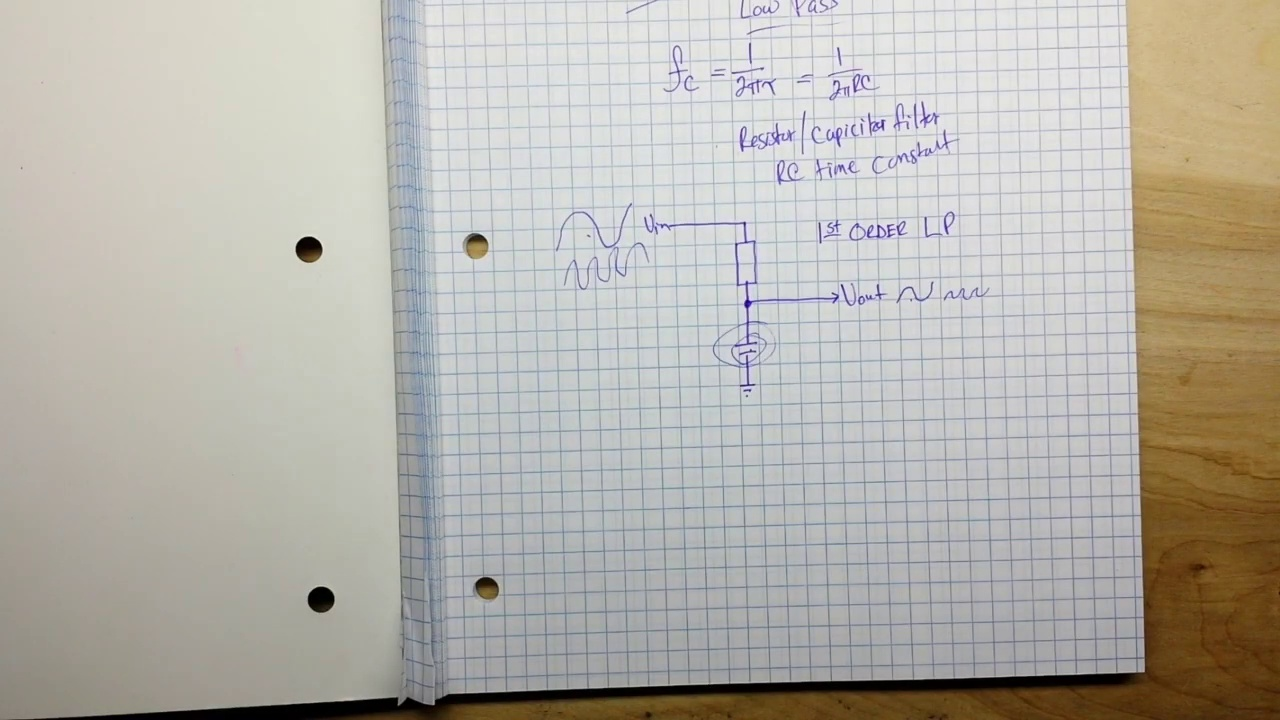 Low Pass
fc = 1/2πτ = 1/2πRC
Resistor/Capicitor filter
RC time constant
Vin
1st ORDER LP
Vout